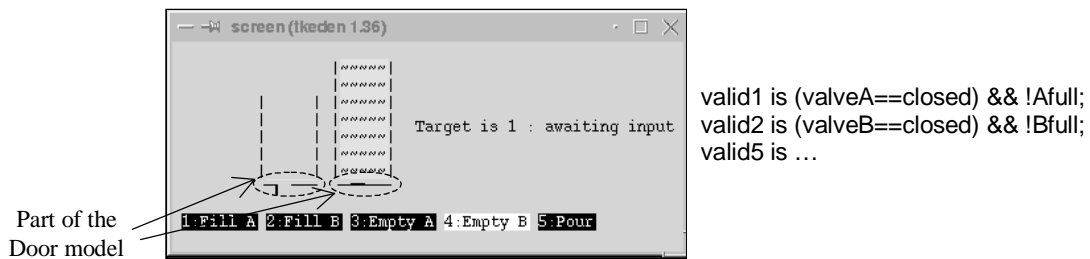 screen (tkeden 1.36)
~~~~~
~~~~~
~~~~~
~~~~~
~~~~~
~~~~~
~~~~~
Target is 1 : awaiting input
1:Fill A 2:Fill B 3:Empty A 4:Empty B 5:Pour
Part of the
Door model
valid1 is (valveA==closed) && !Afull;
valid2 is (valveB==closed) && !Bfull;
valid5 is …